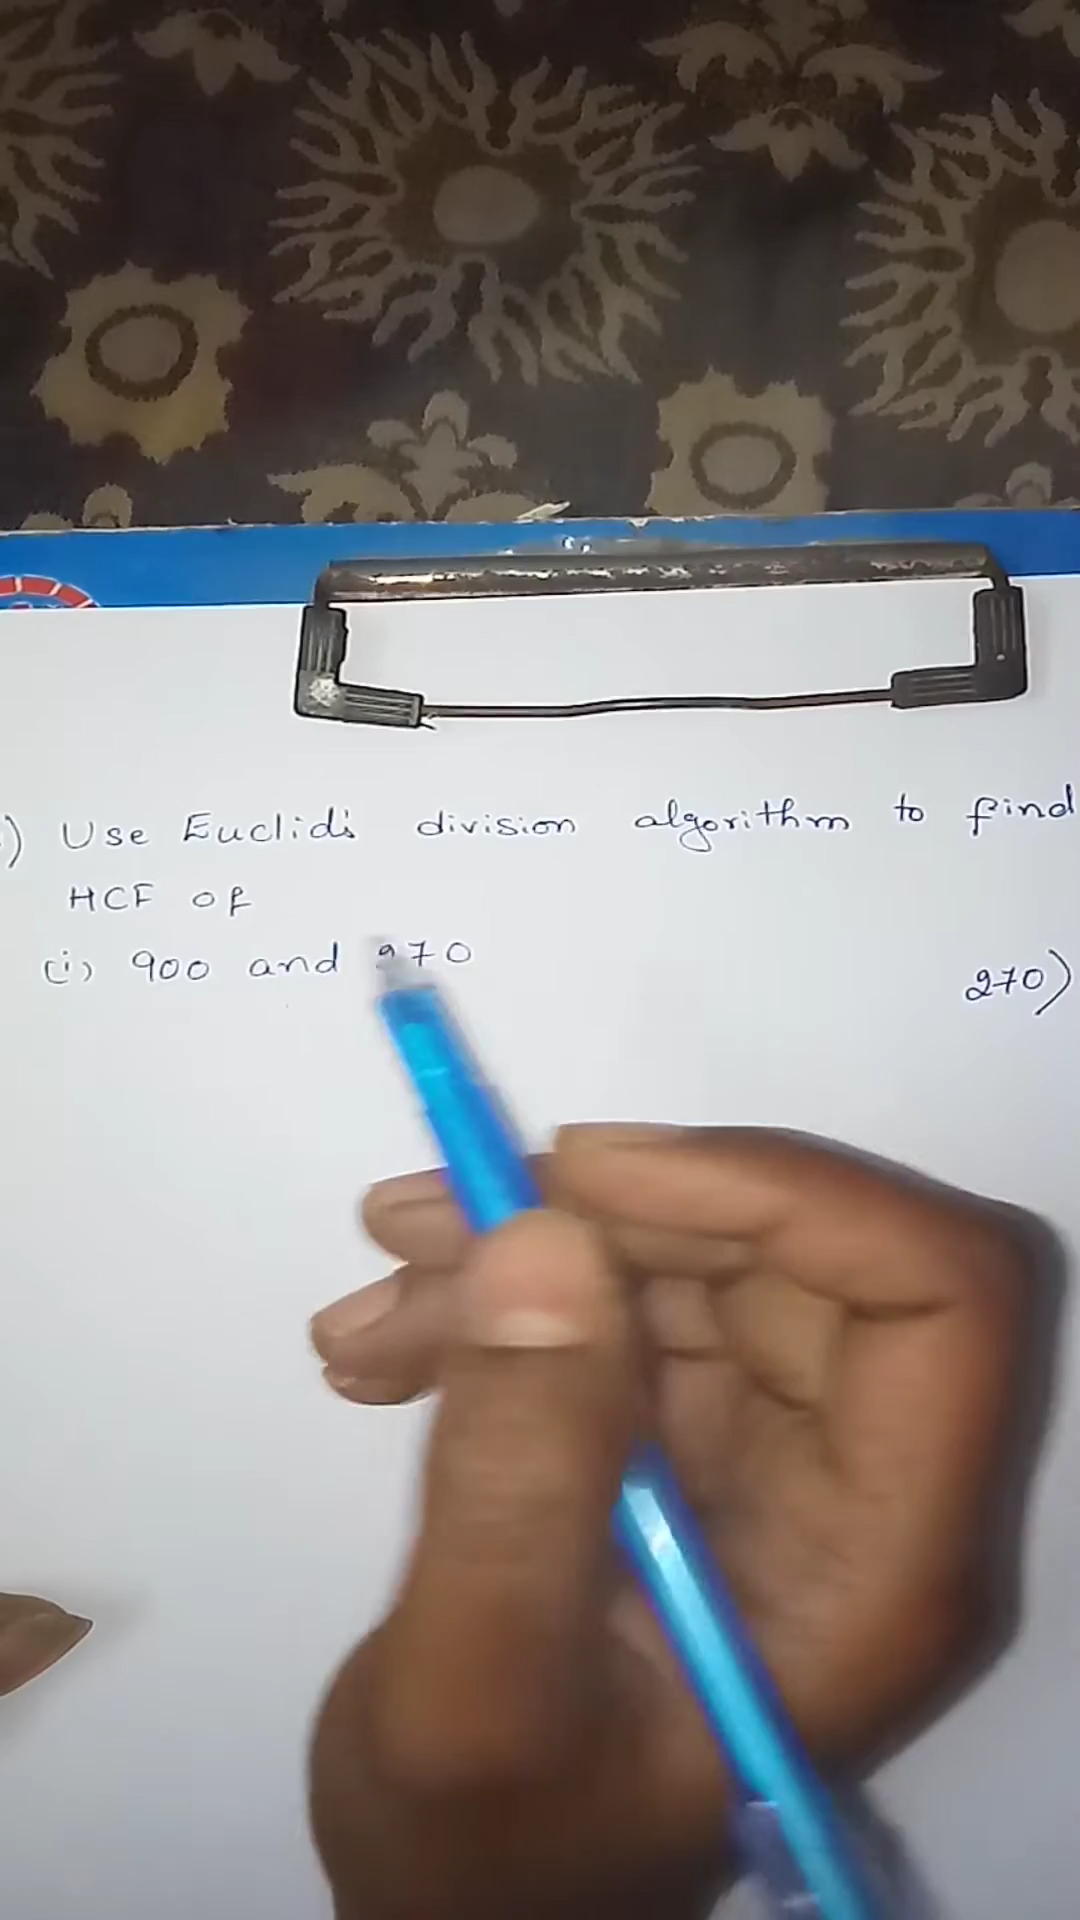 ) Use Euclid's division algorithm to find
HCF of
(i) 900 and 270
270)